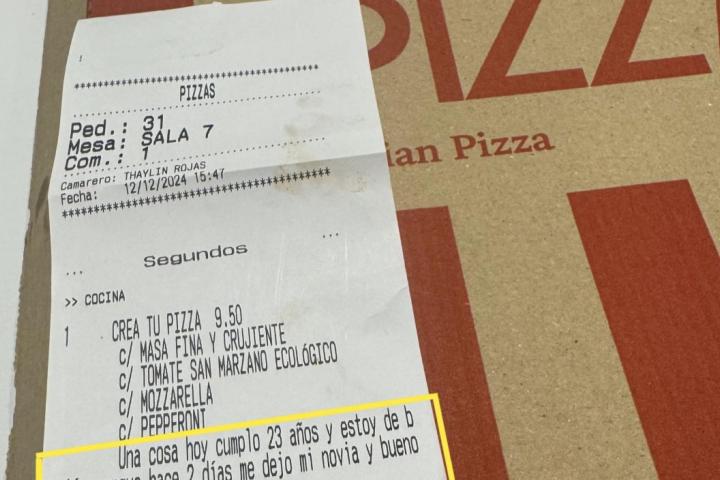 PIZZ
ian Pizza
**********************************************
PIZZAS
..............................................
Ped.: 31
Mesa: SALA 7
Com.: 1
..............................................
Camarero: THAYLIN ROJAS
Fecha: 12/12/2024 15:47
**********************************************
... Segundos ...
>> COCINA
1 CREA TU PIZZA 9.50
c/ MASA FINA Y CRUJIENTE
c/ TOMATE SAN MARZANO ECOLÓGICO
c/ MOZZARELLA
c/ PEPPERONI
Una cosa hoy cumplo 23 años y estoy de b
hace 2 días me dejo mi novia y bueno